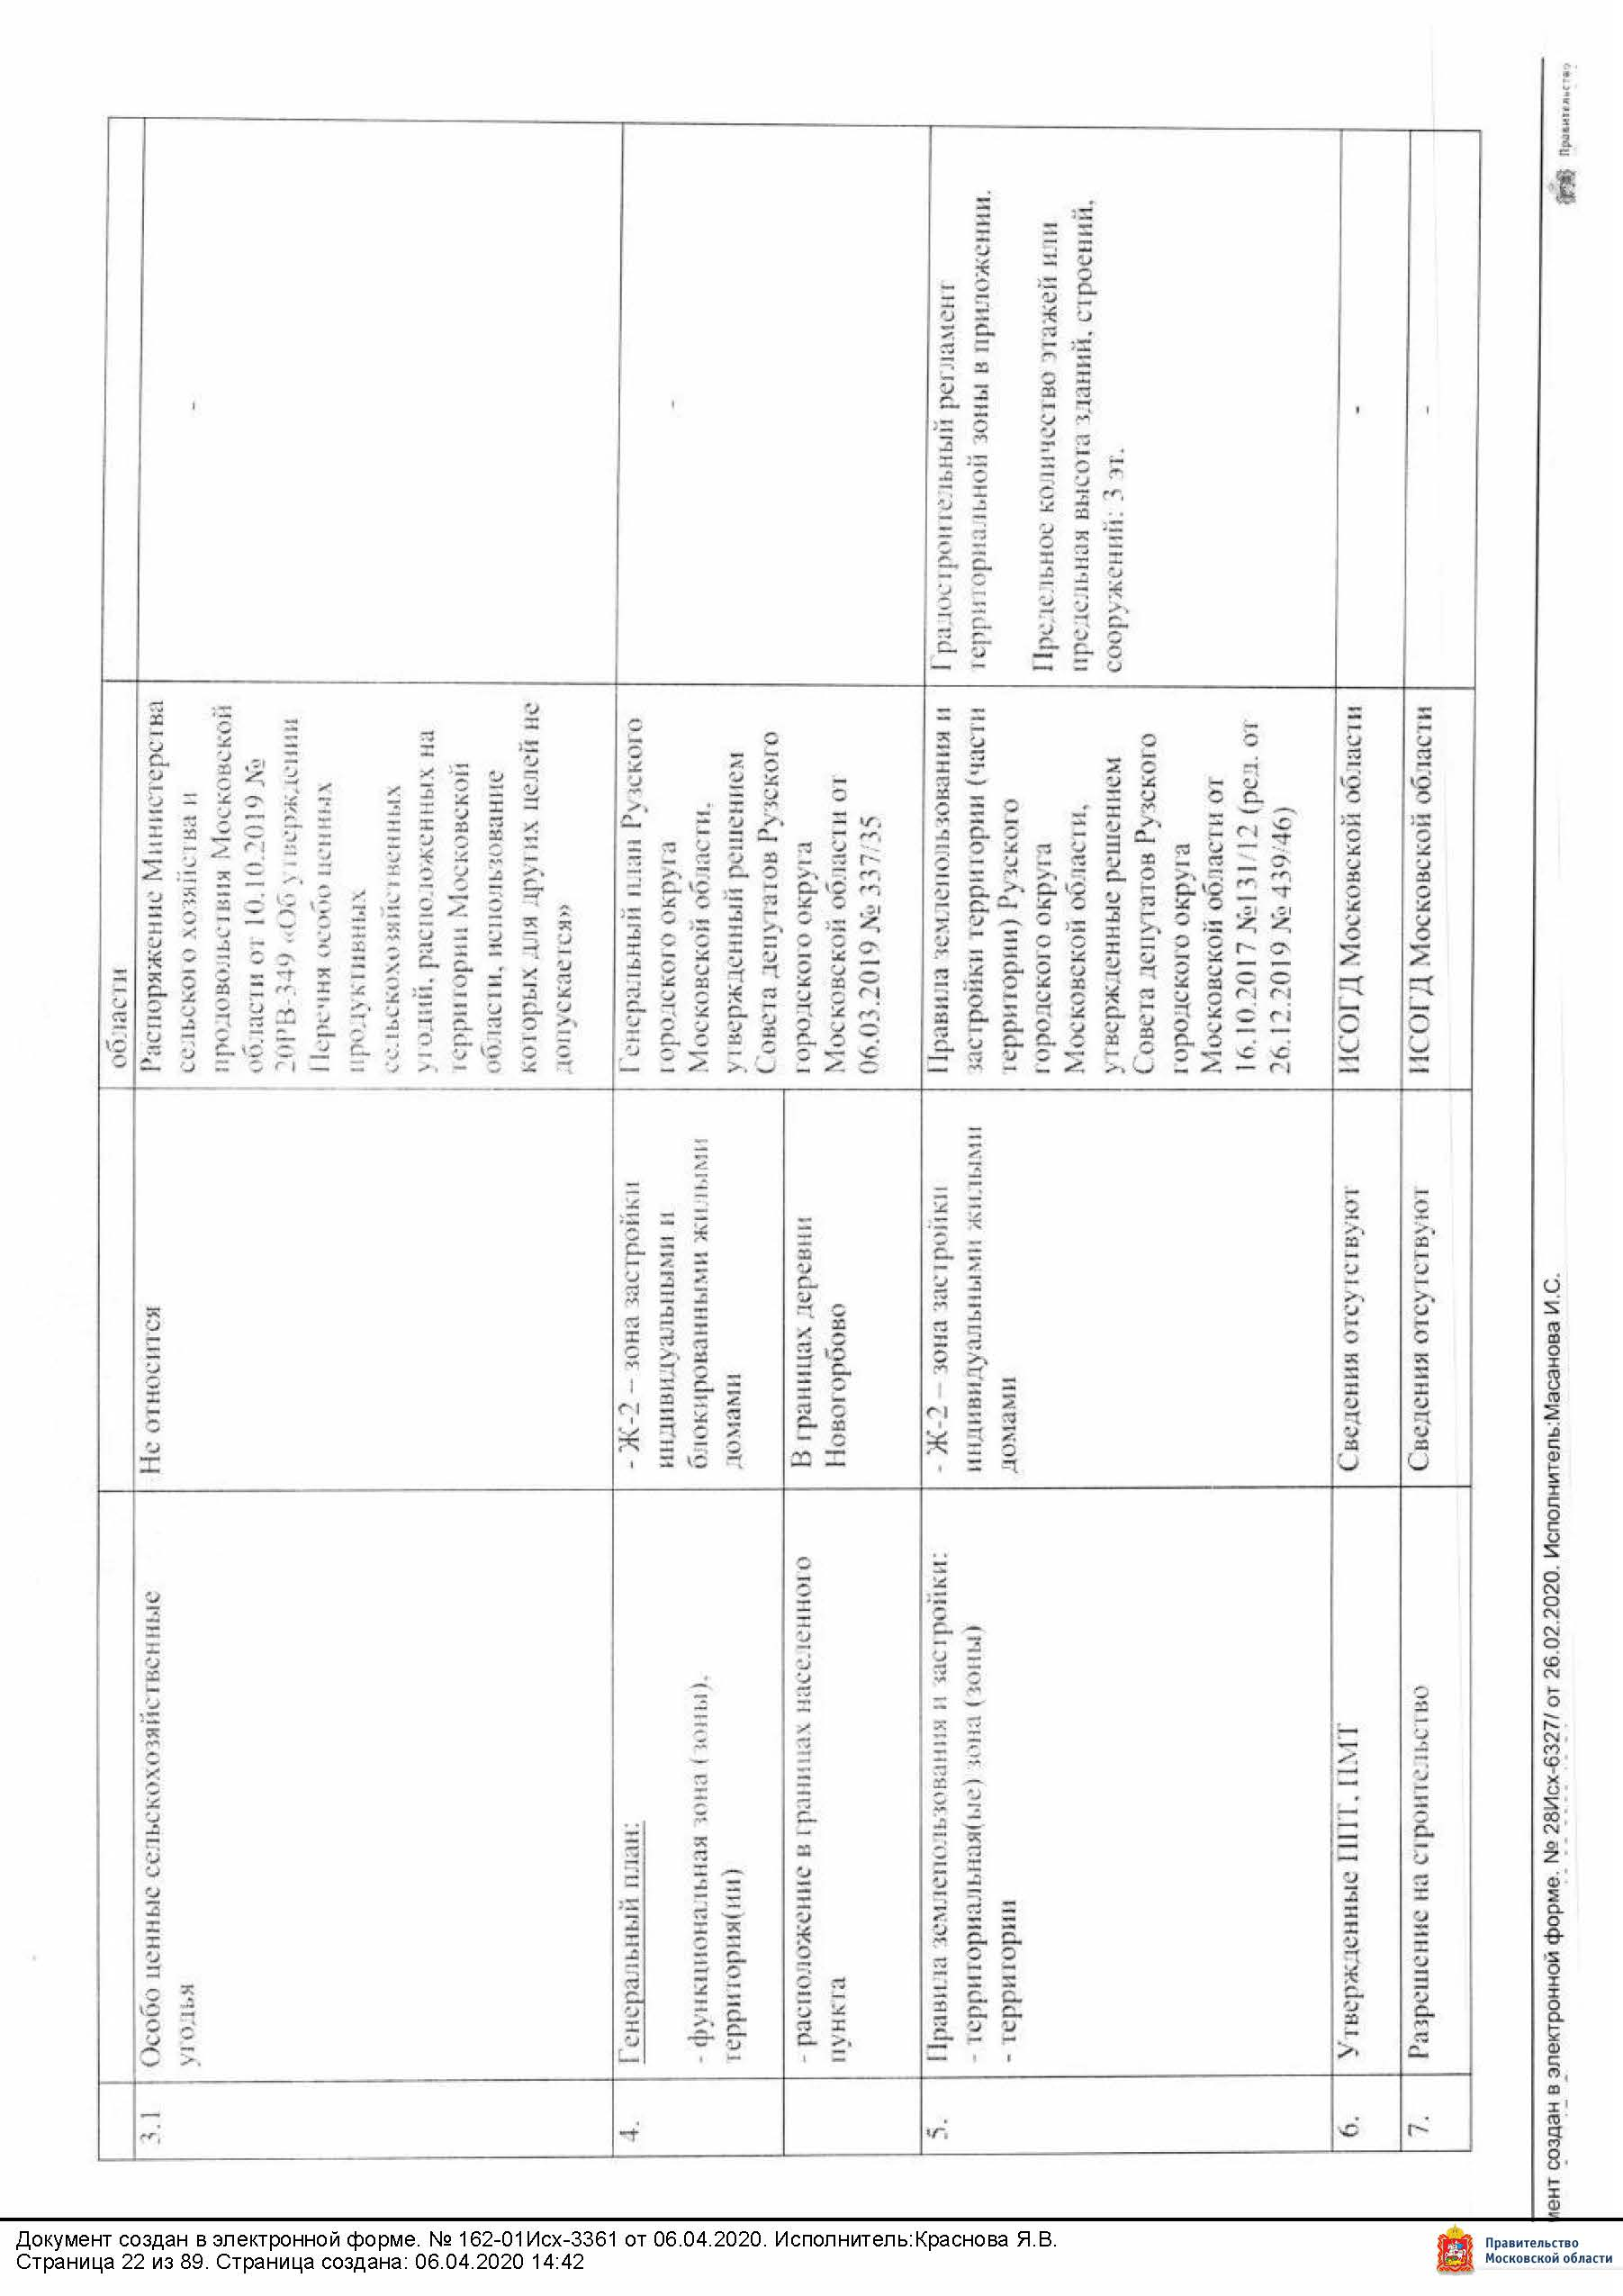 области
3.1
Особо ценные сельскохозяйственные
угодья
Не относится
Распоряжение Министерства
сельского хозяйства и
продовольствия Московской
области от 10.10.2019 №
20РВ-349 «Об утверждении
Перечня особо ценных
продуктивных
сельскохозяйственных
угодий, расположенных на
территории Московской
области, использование
которых для других целей не
допускается»
-
4.
Генеральный план:
- функциональная зона (зоны),
территория(ии)
- Ж-2 – зона застройки
индивидуальными и
блокированными жилыми
домами
Генеральный план Рузского
городского округа
Московской области,
утвержденный решением
Совета депутатов Рузского
городского округа
Московской области от
06.03.2019 № 337/35
-
- расположение в границах населенного
пункта
В границах деревни
Новогорбово
5.
Правила землепользования и застройки:
- территориальная(ые) зона (зоны)
- территории
- Ж-2 – зона застройки
индивидуальными жилыми
домами
Правила землепользования и
застройки территории (части
территории) Рузского
городского округа
Московской области,
утвержденные решением
Совета депутатов Рузского
городского округа
Московской области от
16.10.2017 №131/12 (ред. от
26.12.2019 № 439/46)
Градостроительный регламент
территориальной зоны в приложении.
Предельное количество этажей или
предельная высота зданий, строений,
сооружений: 3 эт.
6.
Утвержденные ППТ, ПМТ
Сведения отсутствуют
ИСОГД Московской области
-
7.
Разрешение на строительство
Сведения отсутствуют
ИСОГД Московской области
-
мент создан в электронной форме. № 28Исх-6327/ от 26.02.2020. Исполнитель:Масанова И.С.
Правительство
Документ создан в электронной форме. № 162-01Исх-3361 от 06.04.2020. Исполнитель:Краснова Я.В.
Страница 22 из 89. Страница создана: 06.04.2020 14:42
Правительство
Московской области